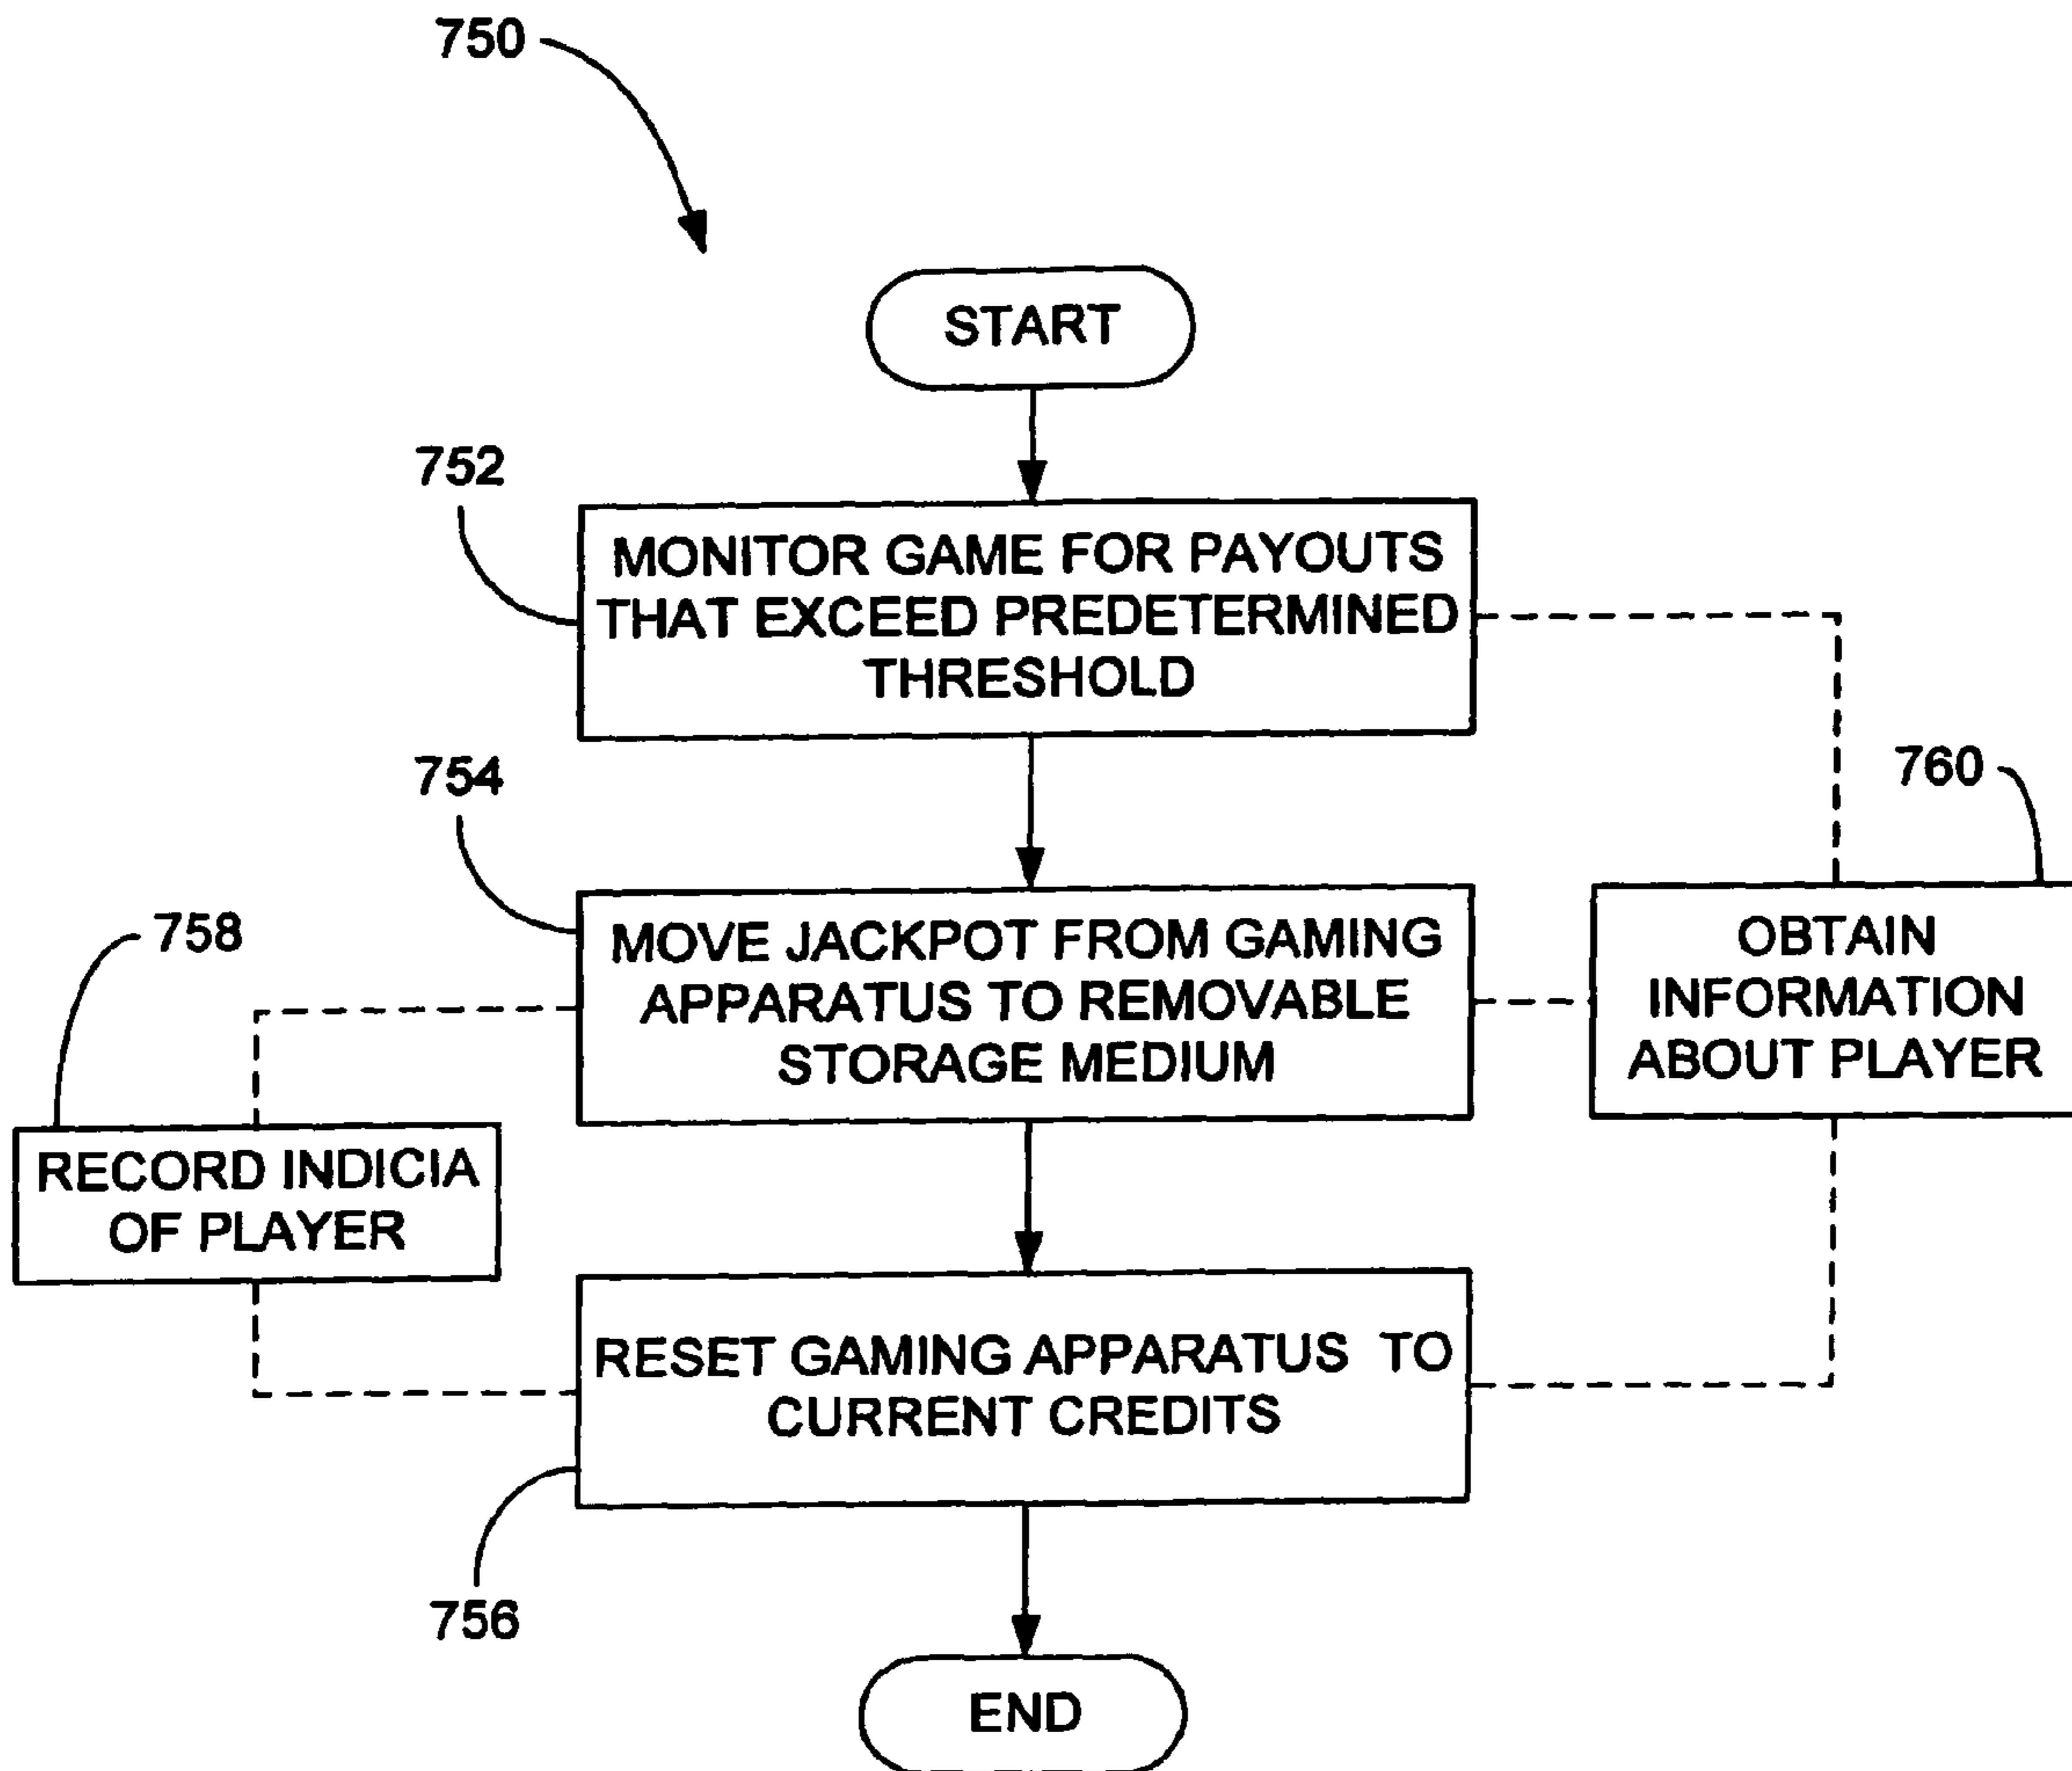 750
START
752
MONITOR GAME FOR PAYOUTS
THAT EXCEED PREDETERMINED
THRESHOLD
754
760
MOVE JACKPOT FROM GAMING
APPARATUS TO REMOVABLE
STORAGE MEDIUM
OBTAIN
INFORMATION
ABOUT PLAYER
758
RECORD INDICIA
OF PLAYER
RESET GAMING APPARATUS TO
CURRENT CREDITS
756
END